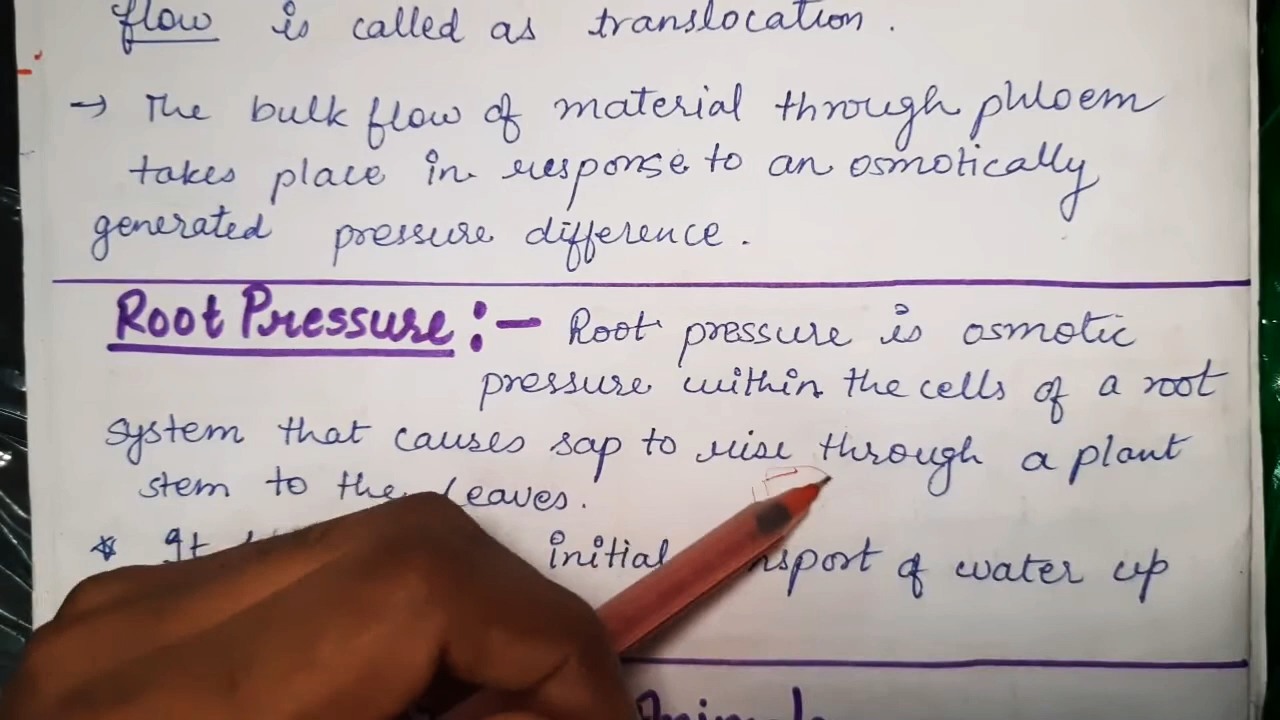 flow is called as translocation.
→ The bulk flow of material through phloem
takes place in response to an osmotically
generated pressure difference.
Root Pressure :- Root pressure is osmotic
pressure within the cells of a root
system that causes sap to rise through a plant
stem to the leaves.
* It initial of water up